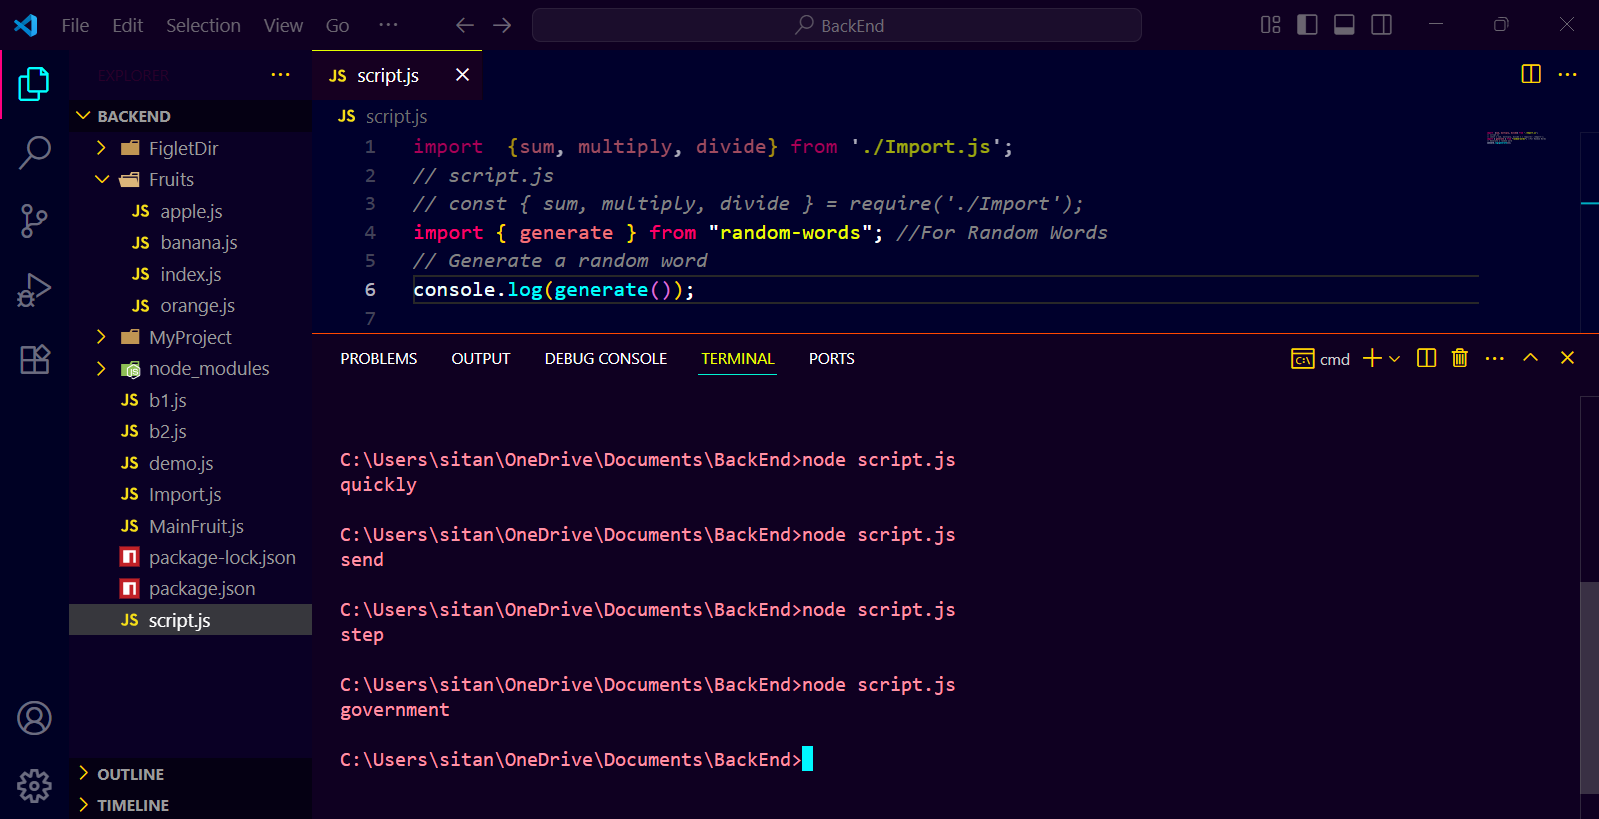 File Edit Selection View Go ··· BackEnd
EXPLORER ···
JS script.js
BACKEND
FigletDir
Fruits
JS apple.js
JS banana.js
JS index.js
JS orange.js
MyProject
node_modules
JS b1.js
JS b2.js
JS demo.js
JS Import.js
JS MainFruit.js
package-lock.json
package.json
JS script.js
OUTLINE
TIMELINE
JS script.js
1 import  {sum, multiply, divide} from './Import.js';
2 // script.js
3 // const { sum, multiply, divide } = require('./Import');
4 import { generate } from "random-words"; //For Random Words
5 // Generate a random word
6 console.log(generate());
7
PROBLEMS OUTPUT DEBUG CONSOLE TERMINAL PORTS cmd
C:\Users\sitan\OneDrive\Documents\BackEnd>node script.js
quickly
C:\Users\sitan\OneDrive\Documents\BackEnd>node script.js
send
C:\Users\sitan\OneDrive\Documents\BackEnd>node script.js
step
C:\Users\sitan\OneDrive\Documents\BackEnd>node script.js
government
C:\Users\sitan\OneDrive\Documents\BackEnd>